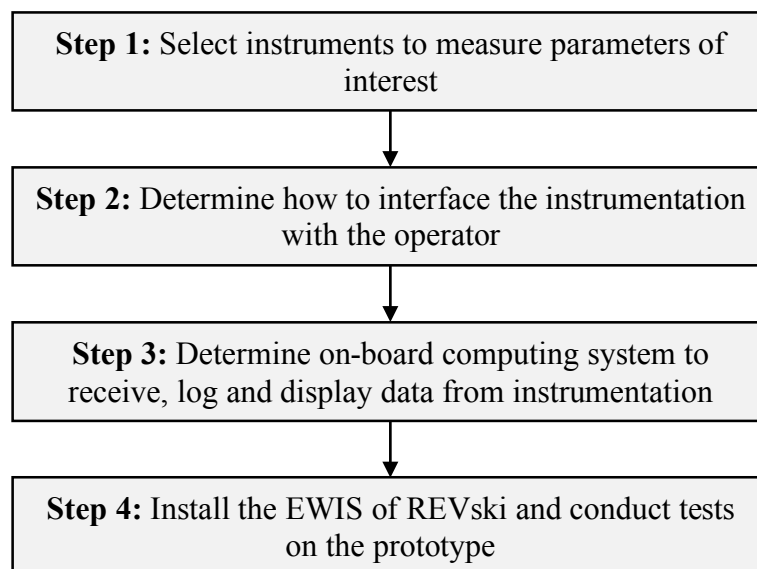 Step 1: Select instruments to measure parameters of
interest
Step 2: Determine how to interface the instrumentation
with the operator
Step 3: Determine on-board computing system to
receive, log and display data from instrumentation
Step 4: Install the EWIS of REVski and conduct tests
on the prototype